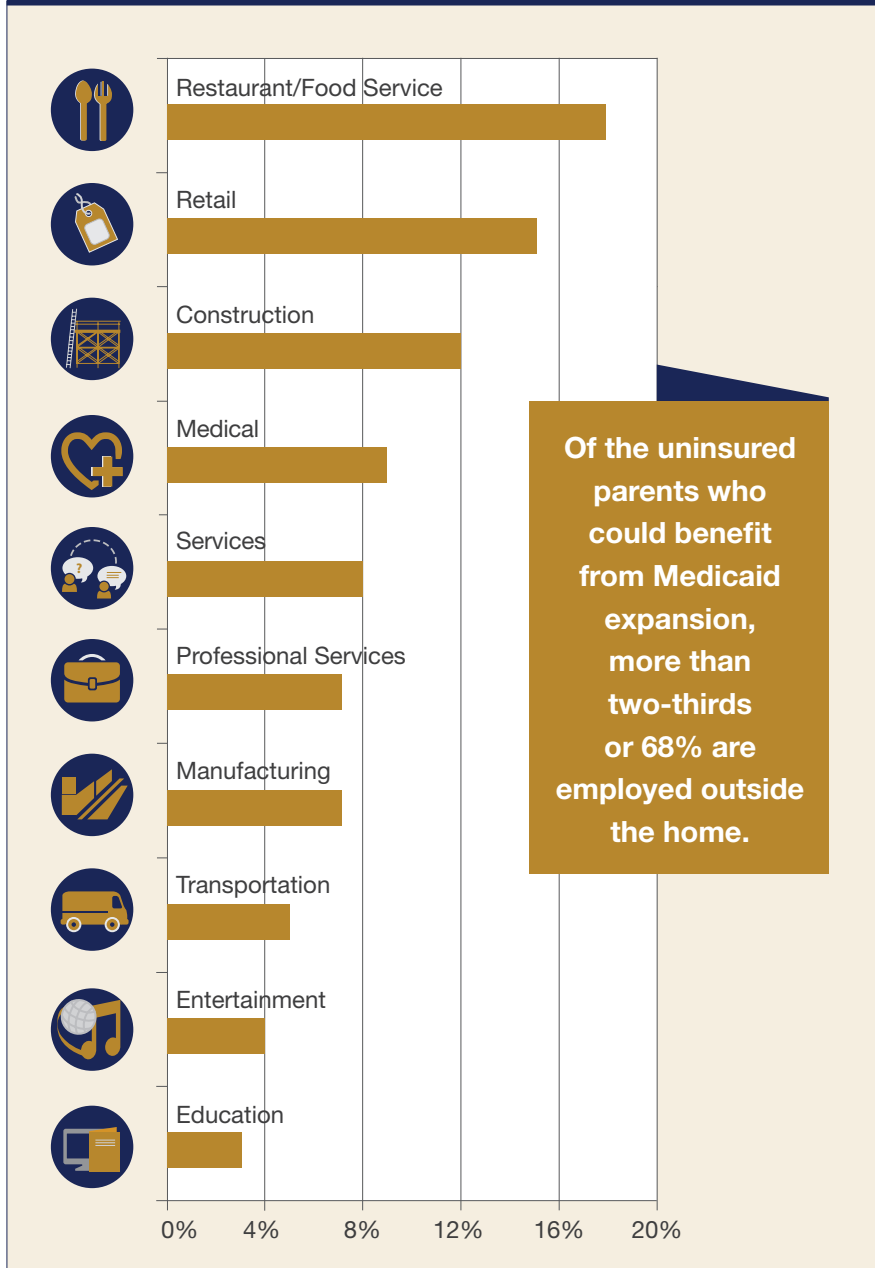 Restaurant/Food Service
Retail
Construction
Medical
Services
?
Professional Services
Manufacturing
Transportation
Entertainment
Education
0% 4% 8% 12% 16% 20%
Of the uninsured
parents who
could benefit
from Medicaid
expansion,
more than
two-thirds
or 68% are
employed outside
the home.